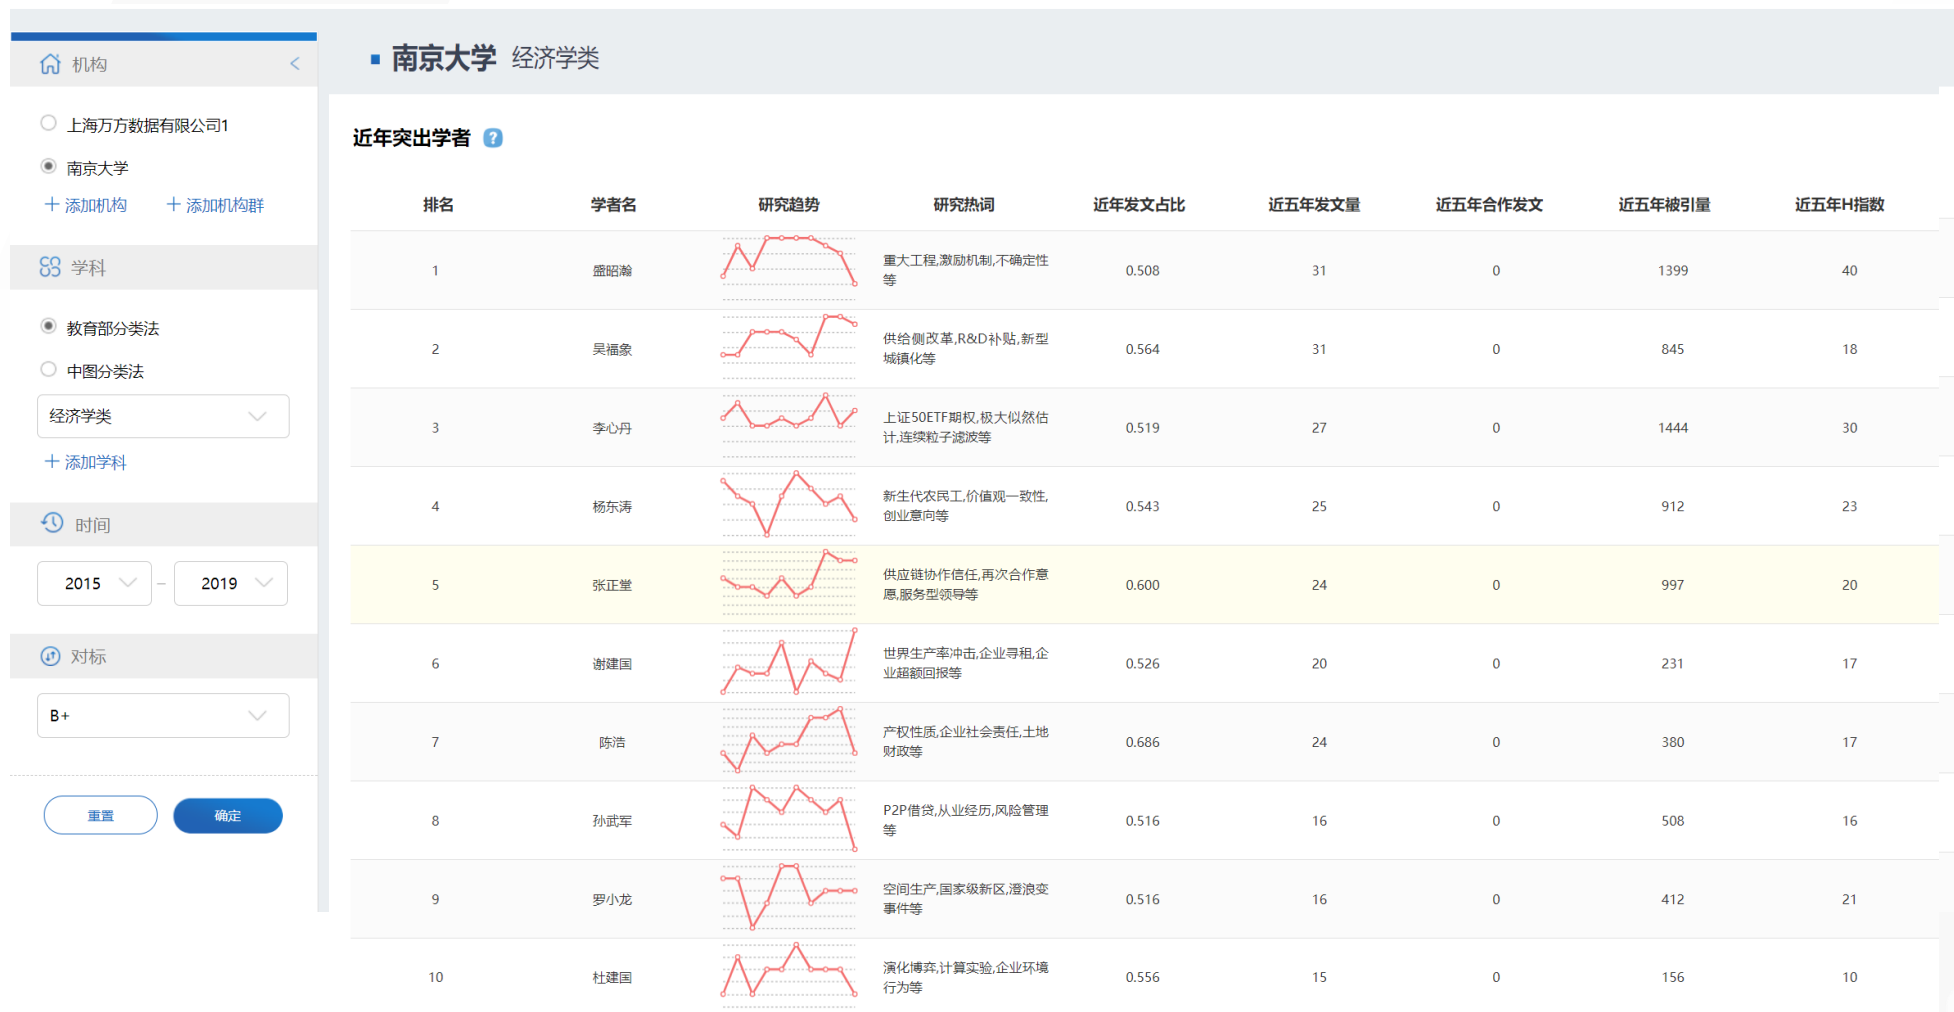 机构
上海万方数据有限公司1
南京大学
添加机构 添加机构群
学科
教育部分类法
中图分类法
经济学类
添加学科
时间
2015 – 2019
对标
B+
重置 确定
南京大学 经济学类
近年突出学者 ?
排名 学者名 研究趋势 研究热词 近年发文占比 近五年发文量 近五年合作发文 近五年被引量 近五年H指数
1 盛昭瀚 重大工程,激励机制,不确定性 0.508 31 0 1399 40
等
2 吴福象 供给侧改革,R&D补贴,新型 0.564 31 0 845 18
城镇化等
3 李心丹 上证50ETF期权,极大似然估 0.519 27 0 1444 30
计,连续粒子滤波等
4 杨东涛 新生代农民工,价值观一致性, 0.543 25 0 912 23
创业意向等
5 张正堂 供应链协作信任,再次合作意 0.600 24 0 997 20
愿,服务型领导等
6 谢建国 世界生产率冲击,企业寻租,企 0.526 20 0 231 17
业超额回报等
7 陈浩 产权性质,企业社会责任,土地 0.686 24 0 380 17
财政等
8 孙武军 P2P借贷,从业经历,风险管理 0.516 16 0 508 16
等
9 罗小龙 空间生产,国家级新区,澄浪变 0.516 16 0 412 21
事件等
10 杜建国 演化博弈,计算实验,企业环境 0.556 15 0 156 10
行为等